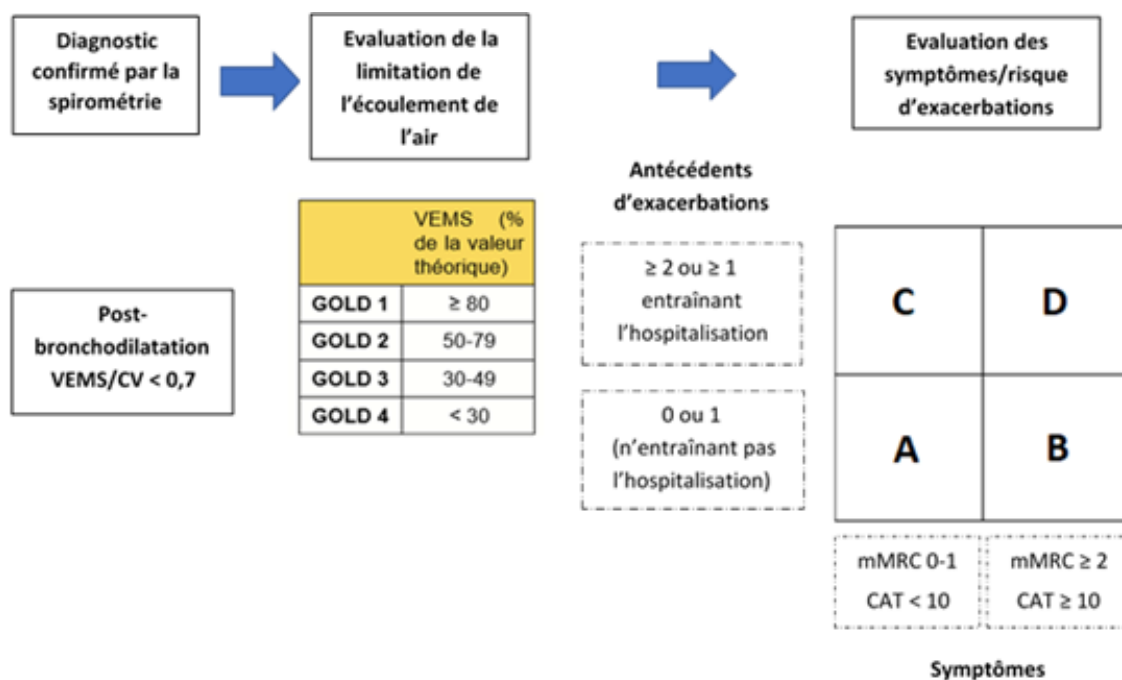 Diagnostic
confirmé par la
spirométrie
Evaluation de la
limitation de
l'écoulement de
l'air
Evaluation des
symptômes/risque
d'exacerbations
Post-
bronchodilatation
VEMS/CV < 0,7
VEMS (%
de la valeur
théorique)
GOLD 1 ≥ 80
GOLD 2 50-79
GOLD 3 30-49
GOLD 4 < 30
Antécédents
d'exacerbations
≥ 2 ou ≥ 1
entraînant
l'hospitalisation
0 ou 1
(n'entraînant pas
l'hospitalisation)
C D
A B
mMRC 0-1
CAT < 10
mMRC ≥ 2
CAT ≥ 10
Symptômes